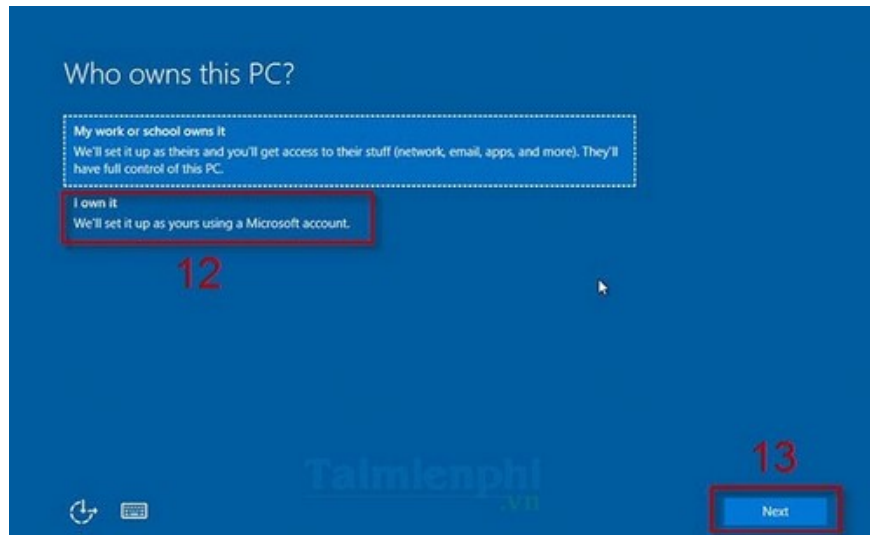 Who owns this PC?
My work or school owns it
We'll set it up as theirs and you'll get access to their stuff (network, email, apps, and more). They'll
have full control of this PC.
I own it
We'll set it up as yours using a Microsoft account.
12
13
Taimienphi
.vn
Next